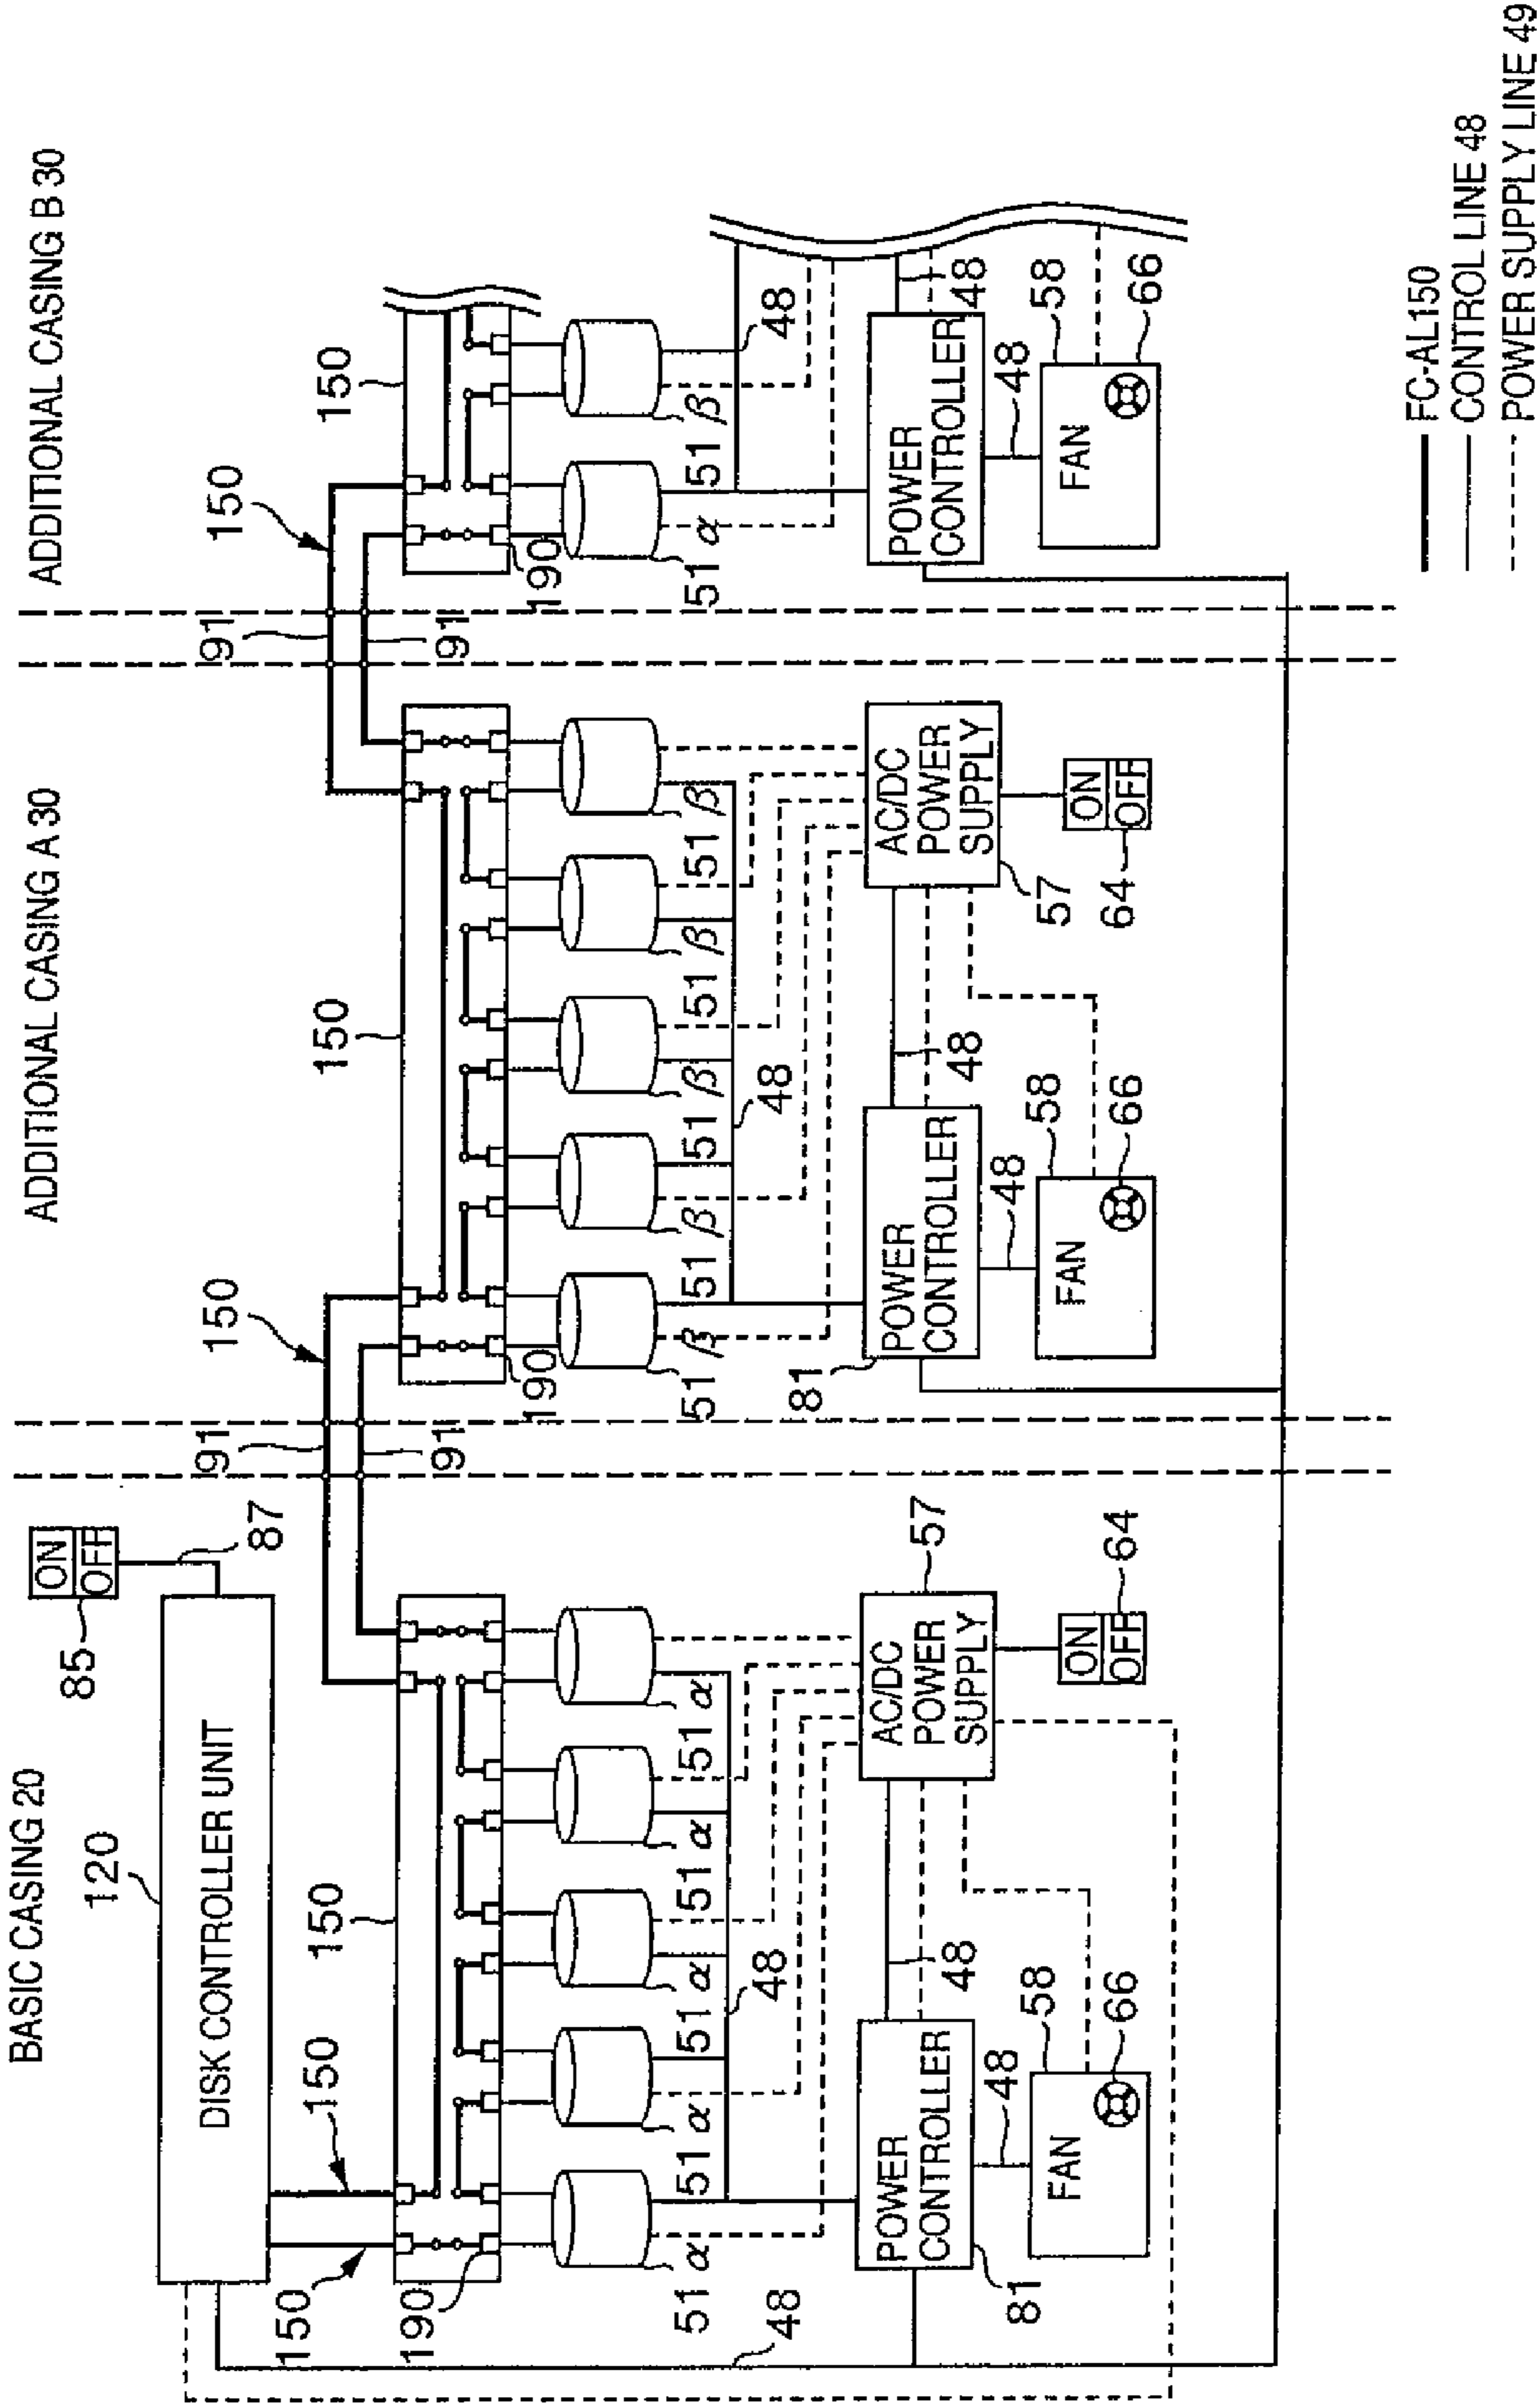 BASIC CASING 20
ADDITIONAL CASING A 30
ADDITIONAL CASING B 30
120
DISK CONTROLLER UNIT
85
ON
OFF
87
150
150
150
190
51 α
51 α
51 α
51 α
51 α
48
48
POWER
CONTROLLER
81
48
AC/DC
POWER
SUPPLY
57
ON
OFF
64
48
FAN
58
66
91
91
150
150
190
51 β
51 β
51 β
51 β
51 β
48
POWER
CONTROLLER
81
48
AC/DC
POWER
SUPPLY
57
ON
OFF
64
48
FAN
58
66
91
91
150
150
190
51 α
51 β
48
POWER
CONTROLLER
48
48
FAN
58
66
FC-AL150
CONTROL LINE 48
POWER SUPPLY LINE 49